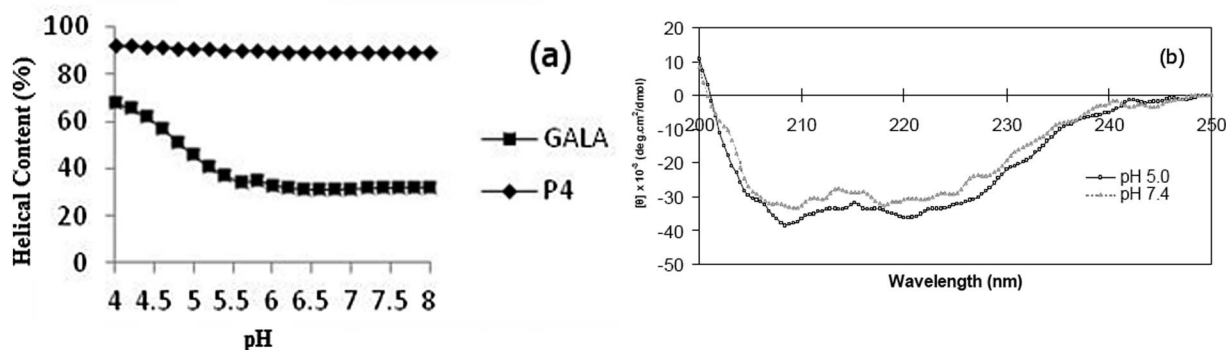 100
80
60
40
20
0
Helical Content (%)
4 4.5 5 5.5 6 6.5 7 7.5 8
pH
(a)
GALA
P4
20
10
0
-10
-20
-30
-40
-50
[θ] x 10⁻³ (deg.cm²/dmol)
200 210 220 230 240 250
Wavelength (nm)
(b)
pH 5.0
pH 7.4